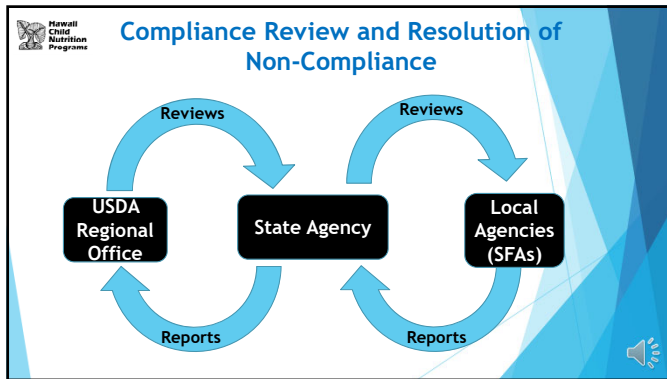 Hawaii
Child
Nutrition
Programs
Compliance Review and Resolution of
Non-Compliance
Reviews
Reviews
USDA
Regional
Office
State Agency
Local
Agencies
(SFAs)
Reports
Reports